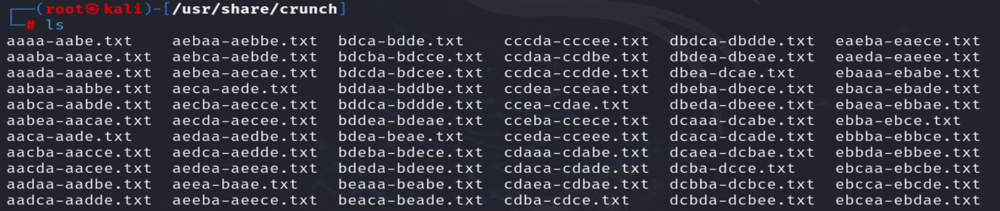 ┌──(root㉿kali)-[/usr/share/crunch]
└─# ls
aaaa-aabe.txt aebaa-aebbe.txt bdca-bdde.txt cccda-cccee.txt dbdca-dbdde.txt eaeba-eaece.txt
aaaba-aaace.txt aebca-aebde.txt bdcba-bdcce.txt ccdaa-ccdbe.txt dbdea-dbeae.txt eaeda-eaeee.txt
aaada-aaaee.txt aebea-aecae.txt bdcda-bdcee.txt ccdca-ccdde.txt dbea-dcae.txt ebaaa-ebabe.txt
aabaa-aabbe.txt aeca-aede.txt bddaa-bddbe.txt ccdea-cceae.txt dbeba-dbece.txt ebaca-ebade.txt
aabca-aabde.txt aecba-aecce.txt bddca-bddde.txt ccea-cdae.txt dbeda-dbeee.txt ebaea-ebbae.txt
aabea-aacae.txt aecda-aecee.txt bddea-bdeae.txt cceba-ccece.txt dcaaa-dcabe.txt ebba-ebce.txt
aaca-aade.txt aedaa-aedbe.txt bdea-beae.txt cceda-cceee.txt dcaca-dcade.txt ebbba-ebbce.txt
aacba-aacce.txt aedca-aedde.txt bdeba-bdece.txt cdaaa-cdabe.txt dcaea-dcbae.txt ebbda-ebbee.txt
aacda-aacee.txt aedea-aeeae.txt bdeda-bdeee.txt cdaca-cdade.txt dcba-dcce.txt ebcaa-ebcbe.txt
aadaa-aadbe.txt aeea-baae.txt beaaa-beabe.txt cdaea-cdbae.txt dcbba-dcbce.txt ebcca-ebcde.txt
aadca-aadde.txt aeeba-aeece.txt beaca-beade.txt cdba-cdce.txt dcbda-dcbee.txt ebcea-ebdae.txt